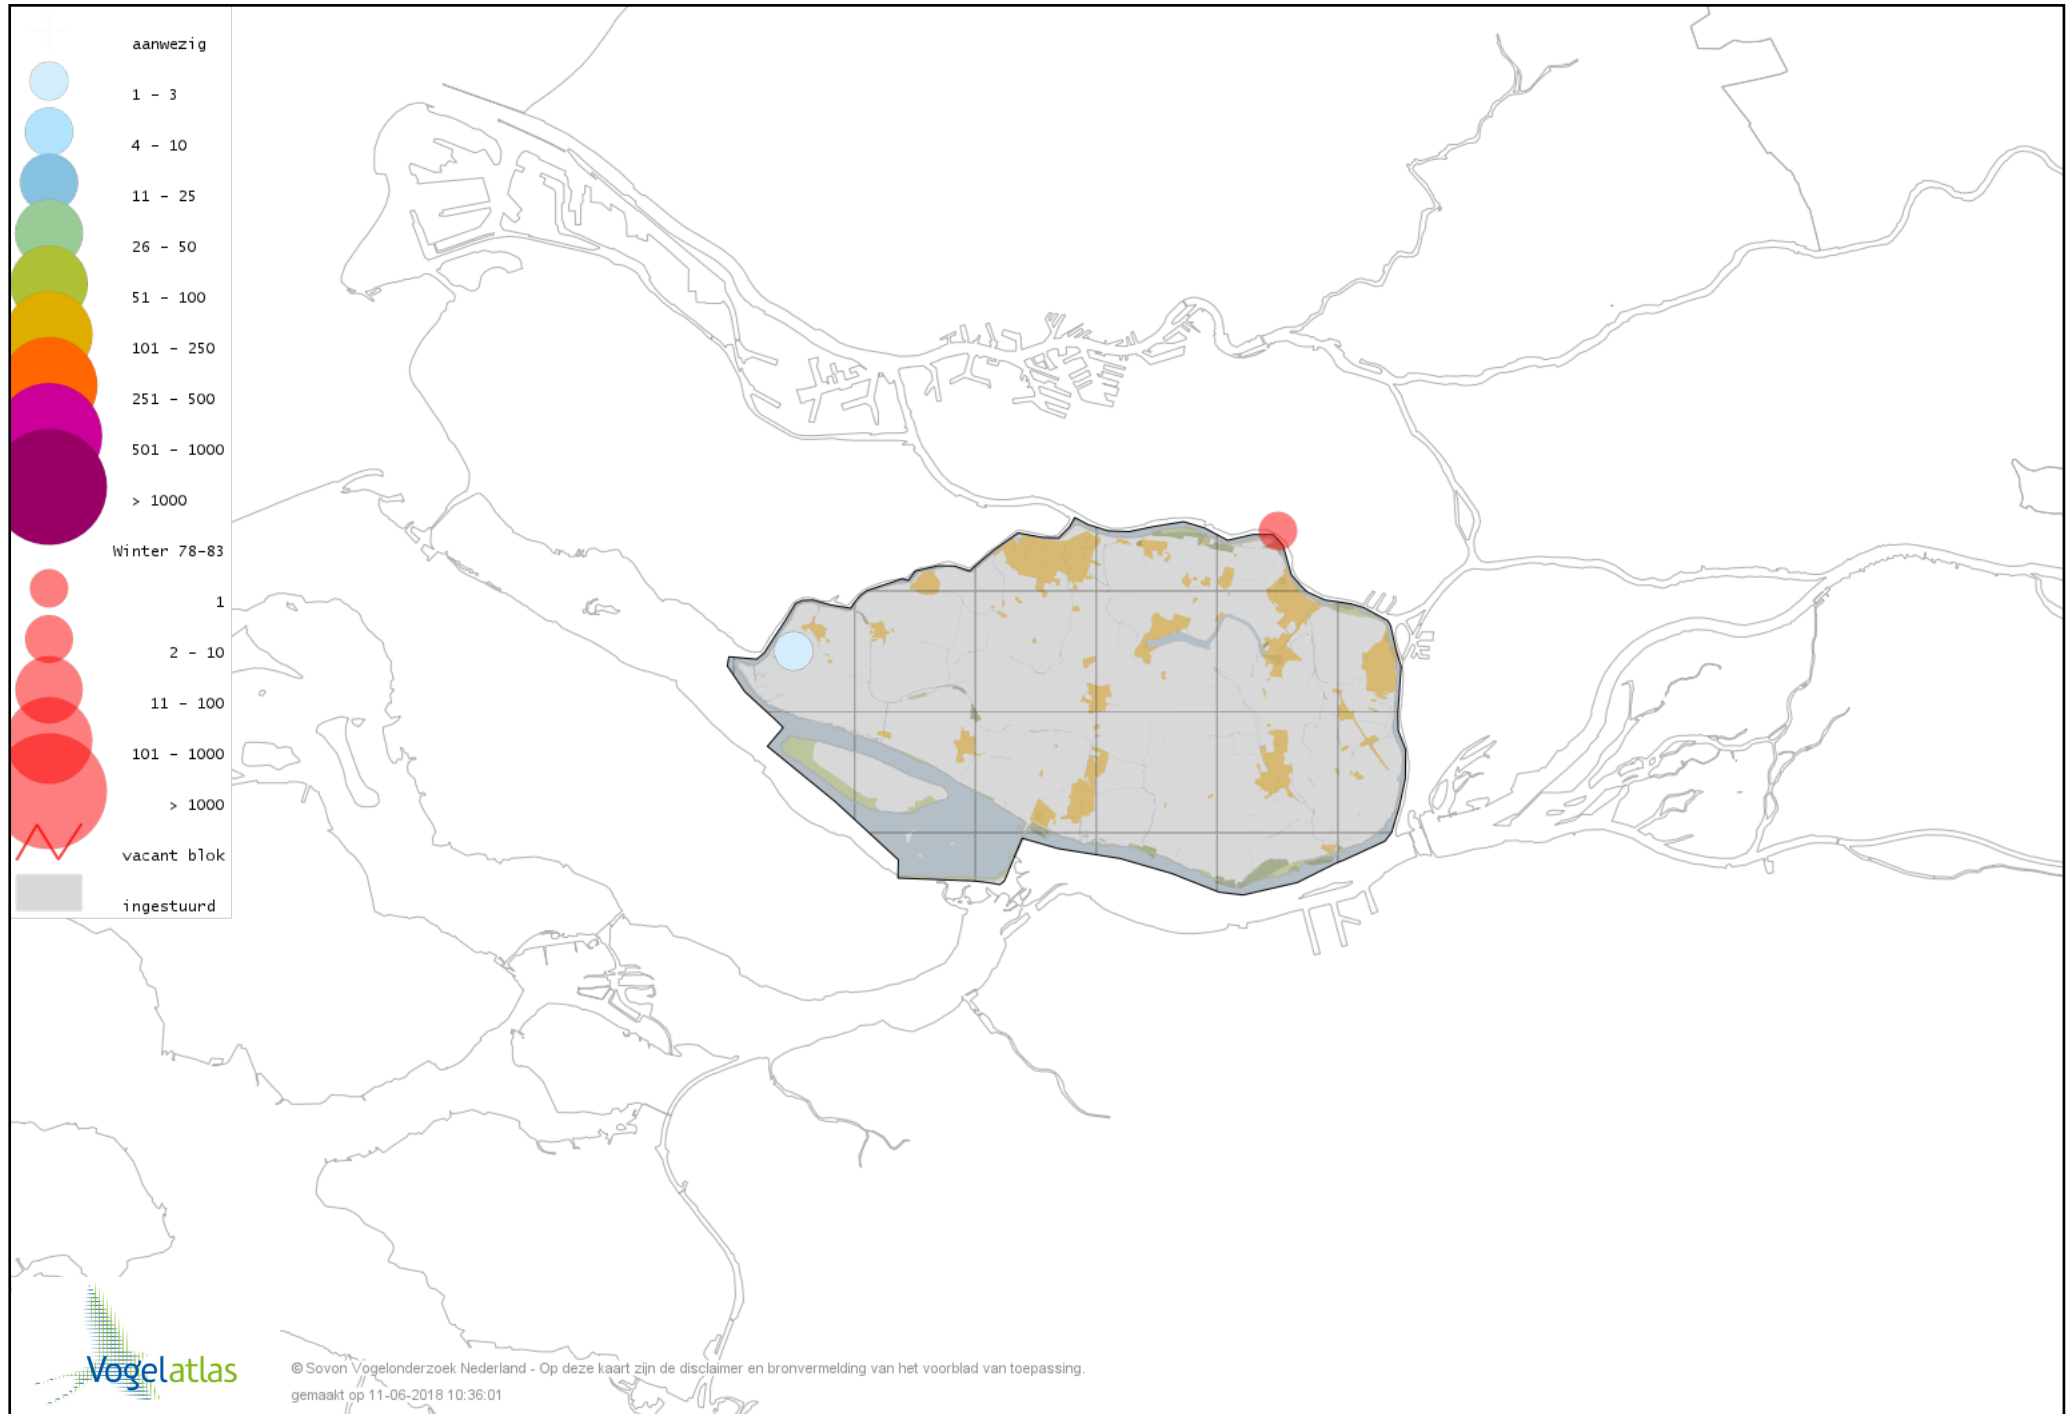 aanwezig
1 - 3
4 - 10
11 - 25
26 - 50
51 - 100
101 - 250
251 - 500
501 - 1000
> 1000
Winter 78-83
1
2 - 10
11 - 100
101 - 1000
> 1000
vacant blok
ingestuurd
Vogelatlas
© Sovon Vogelonderzoek Nederland - Op deze kaart zijn de disclaimer en bronvermelding van het voorblad van toepassing.
gemaakt op 11-06-2018 10:36:01